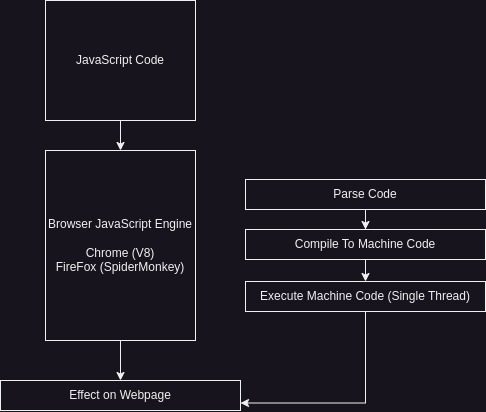 JavaScript Code
Browser JavaScript Engine
Chrome (V8)
FireFox (SpiderMonkey)
Parse Code
Compile To Machine Code
Execute Machine Code (Single Thread)
Effect on Webpage